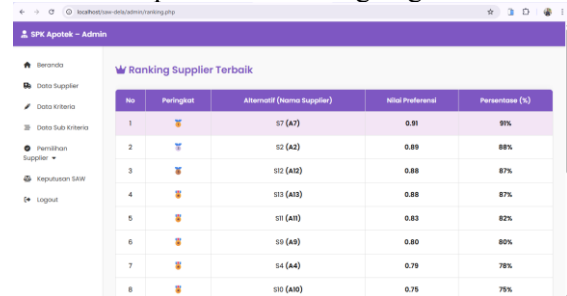 localhost/saw-dela/admin/ranking.php
SPK Apotek - Admin
Beranda
Data Supplier
Data Kriteria
Data Sub Kriteria
Pemilihan
Supplier
Keputusan SAW
Logout
Ranking Supplier Terbaik
No Peringkat Alternatif (Nama Supplier) Nilai Preferensi Persentase (%)
1 S7 (A7) 0.91 91%
2 S2 (A2) 0.89 88%
3 S12 (A12) 0.88 87%
4 S13 (A13) 0.88 87%
5 S11 (A11) 0.83 82%
6 S9 (A9) 0.80 80%
7 S4 (A4) 0.79 78%
8 S10 (A10) 0.75 75%